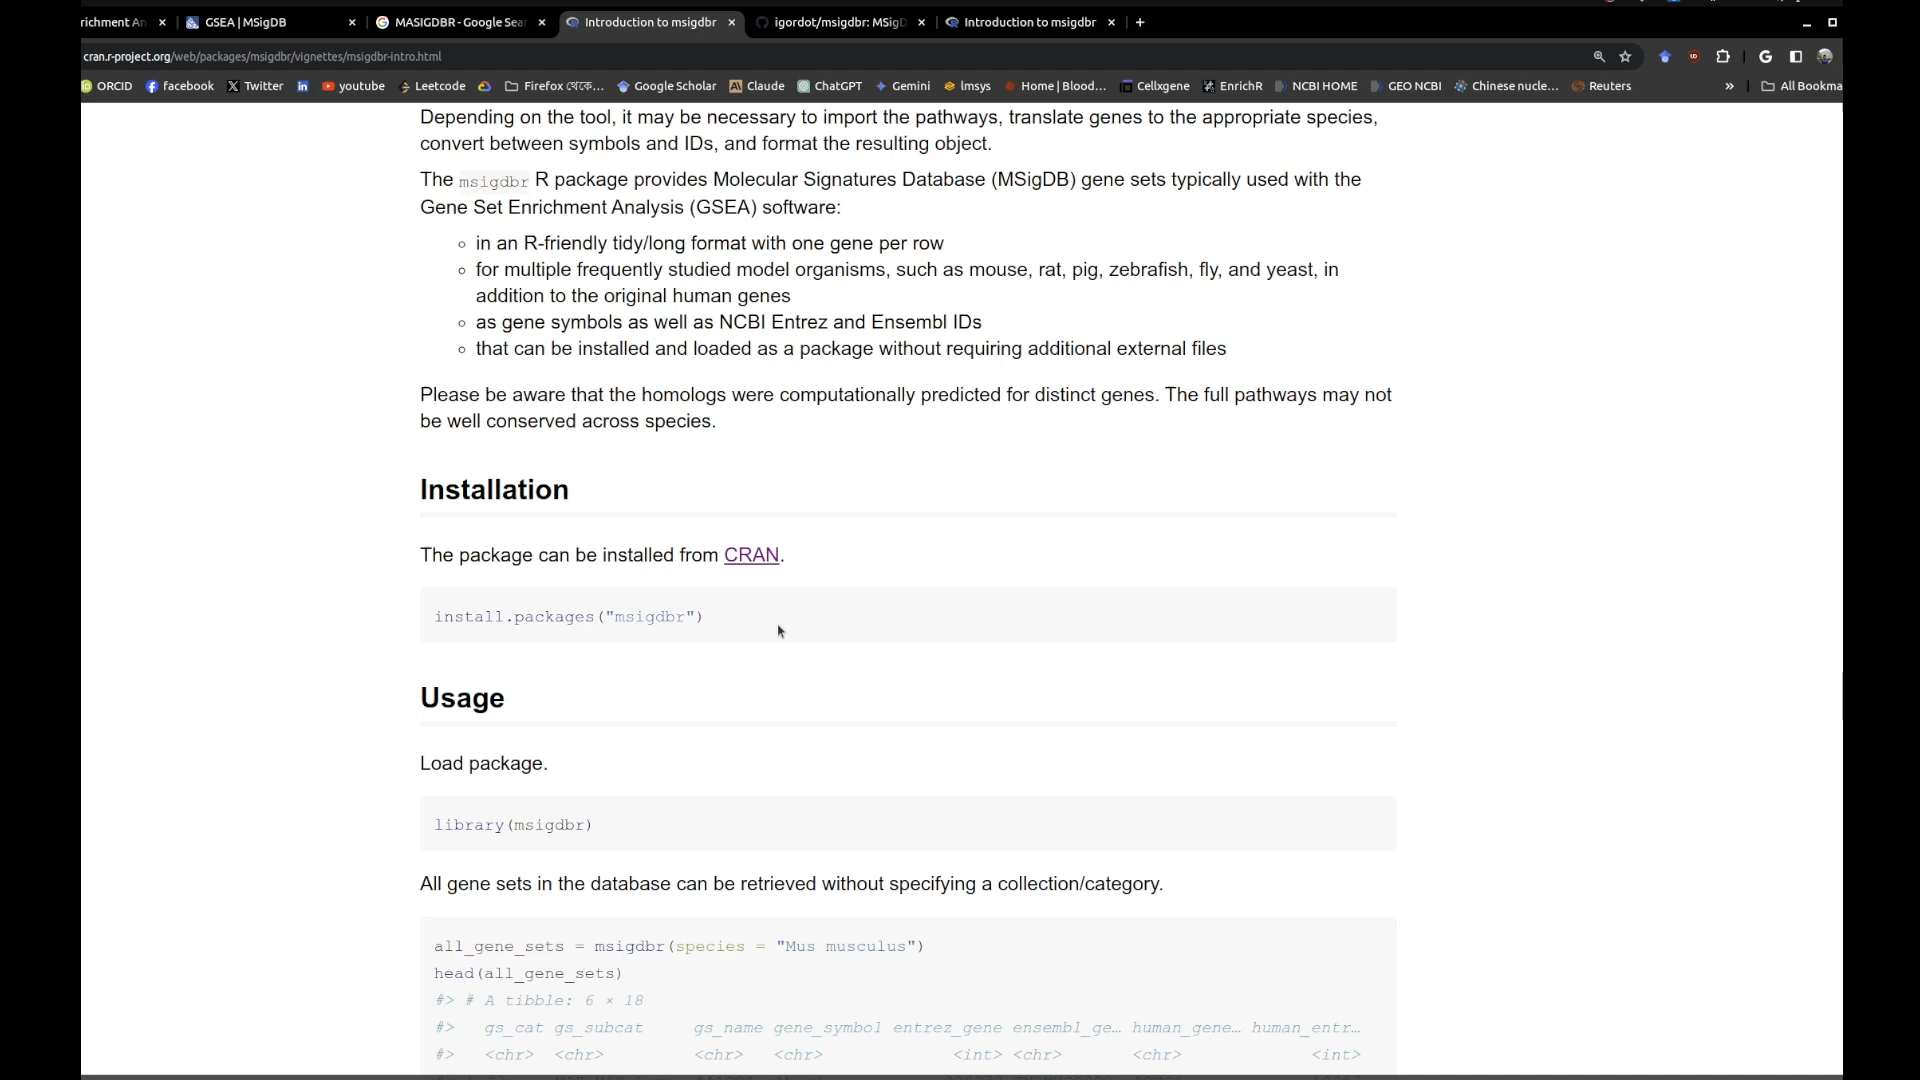 richment An
GSEA | MSigDB
MASIGDBR - Google Sear
Introduction to msigdbr
igordot/msigdbr: MSigD
Introduction to msigdbr
cran.r-project.org/web/packages/msigdbr/vignettes/msigdbr-intro.html
ORCID facebook Twitter youtube Leetcode Firefox থেকে... Google Scholar Claude ChatGPT Gemini lmsys Home | Blood... Cellxgene EnrichR NCBI HOME GEO NCBI Chinese nucle... Reuters » All Bookma
Depending on the tool, it may be necessary to import the pathways, translate genes to the appropriate species,
convert between symbols and IDs, and format the resulting object.
The msigdbr R package provides Molecular Signatures Database (MSigDB) gene sets typically used with the
Gene Set Enrichment Analysis (GSEA) software:
in an R-friendly tidy/long format with one gene per row
for multiple frequently studied model organisms, such as mouse, rat, pig, zebrafish, fly, and yeast, in
addition to the original human genes
as gene symbols as well as NCBI Entrez and Ensembl IDs
that can be installed and loaded as a package without requiring additional external files
Please be aware that the homologs were computationally predicted for distinct genes. The full pathways may not
be well conserved across species.
Installation
The package can be installed from CRAN.
install.packages("msigdbr")
Usage
Load package.
library(msigdbr)
All gene sets in the database can be retrieved without specifying a collection/category.
all_gene_sets = msigdbr(species = "Mus musculus")
head(all_gene_sets)
#> # A tibble: 6 × 18
#> gs_cat gs_subcat gs_name gene_symbol entrez_gene ensembl_ge… human_gene… human_entr…
#> <chr> <chr> <chr> <chr> <int> <chr> <chr> <int>